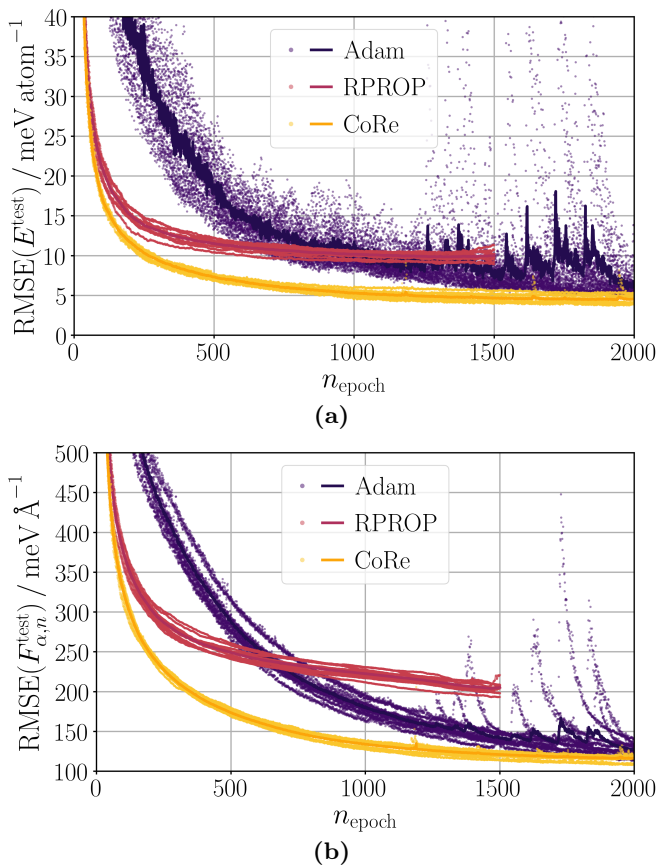 40
35
30
25
20
15
10
5
0
RMSE(E^test) / meV atom⁻¹
Adam
RPROP
CoRe
0 500 1000 1500 2000
n_epoch
(a)
500
450
400
350
300
250
200
150
100
RMSE(F^test_α,n) / meV Å⁻¹
Adam
RPROP
CoRe
0 500 1000 1500 2000
n_epoch
(b)